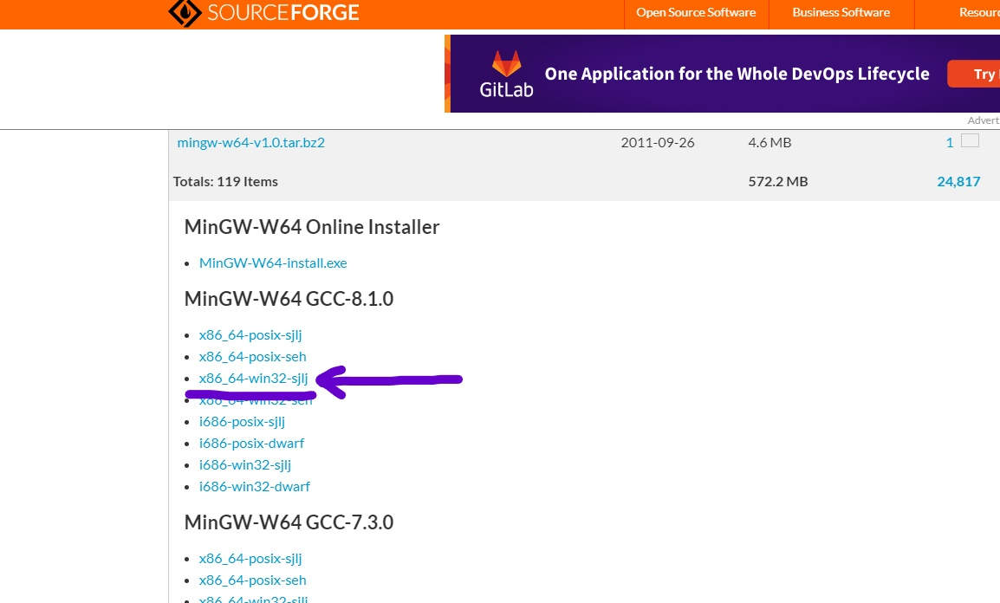 SOURCEFORGE
Open Source Software Business Software Resourc
GitLab One Application for the Whole DevOps Lifecycle Try
Advert
mingw-w64-v1.0.tar.bz2 2011-09-26 4.6 MB 1
Totals: 119 Items 572.2 MB 24,817
MinGW-W64 Online Installer
MinGW-W64-install.exe
MinGW-W64 GCC-8.1.0
x86_64-posix-sjlj
x86_64-posix-seh
x86_64-win32-sjlj
x86_64-win32-seh
i686-posix-sjlj
i686-posix-dwarf
i686-win32-sjlj
i686-win32-dwarf
MinGW-W64 GCC-7.3.0
x86_64-posix-sjlj
x86_64-posix-seh
x86_64-win32-sjlj